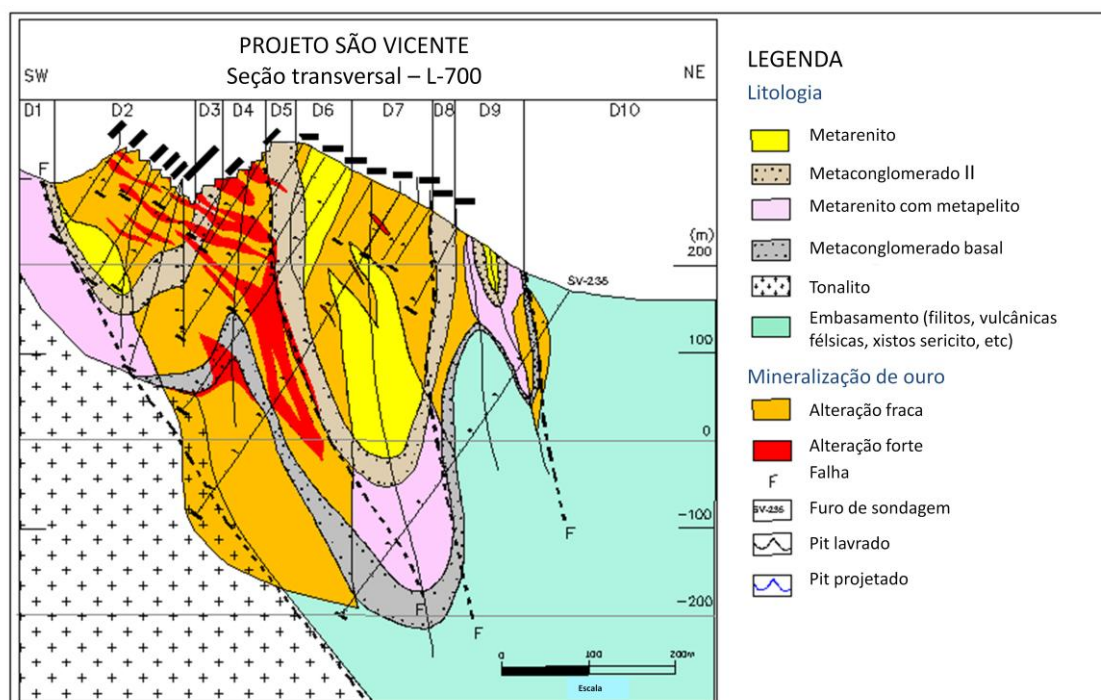 PROJETO SÃO VICENTE
Seção transversal – L-700
SW
NE
D1 D2 D3 D4 D5 D6 D7 D8 D9 D10
F
(m)
200
SV-235
100
0
-100
F
-200
F
F
0 100 200m
Escala
LEGENDA
Litologia
Metarenito
Metaconglomerado II
Metarenito com metapelito
Metaconglomerado basal
Tonalito
Embasamento (filitos, vulcânicas
félsicas, xistos sericito, etc)
Mineralização de ouro
Alteração fraca
Alteração forte
Falha
F
SV-235 Furo de sondagem
Pit lavrado
Pit projetado